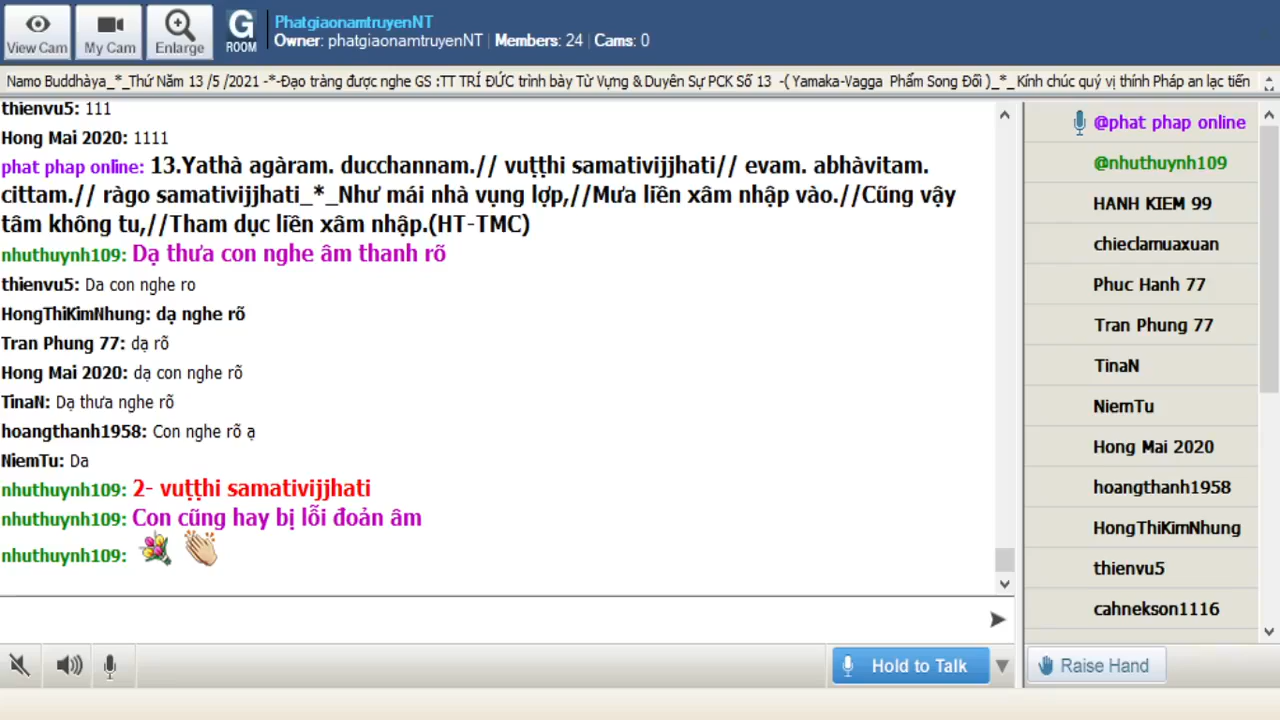 View Cam
My Cam
Enlarge
G
ROOM
PhatgiaonamtruyenNT
Owner: phatgiaonamtruyenNT | Members: 24 | Cams: 0
Namo Buddhàya_*_Thứ Năm 13 /5 /2021 -*-Đạo tràng được nghe GS :TT TRÍ ĐỨC trình bày Từ Vựng & Duyên Sự PCK Số 13 -( Yamaka-Vagga Phẩm Song Đối )_*_ Kính chúc quý vị thính Pháp an lạc tiến
thienvu5: 111
Hong Mai 2020: 1111
phat phap online: 13.Yathà agàram. ducchannam.// vuṭṭhi samativijjhati// evam. abhàvitam.
cittam.// ràgo samativijjhati_*_Như mái nhà vụng lợp,//Mưa liền xâm nhập vào.//Cũng vậy
tâm không tu,//Tham dục liền xâm nhập.(HT-TMC)
nhuthuynh109: Dạ thưa con nghe âm thanh rõ
thienvu5: Da con nghe ro
HongThiKimNhung: dạ nghe rõ
Tran Phung 77: dạ rõ
Hong Mai 2020: dạ con nghe rõ
TinaN: Dạ thưa nghe rõ
hoangthanh1958: Con nghe rõ ạ
NiemTu: Da
nhuthuynh109: 2- vuṭṭhi samativijjhati
nhuthuynh109: Con cũng hay bị lỗi đoản âm
nhuthuynh109:
@phat phap online
@nhuthuynh109
HANH KIEM 99
chieclamuaxuan
Phuc Hanh 77
Tran Phung 77
TinaN
NiemTu
Hong Mai 2020
hoangthanh1958
HongThiKimNhung
thienvu5
cahnekson1116
Hold to Talk
Raise Hand